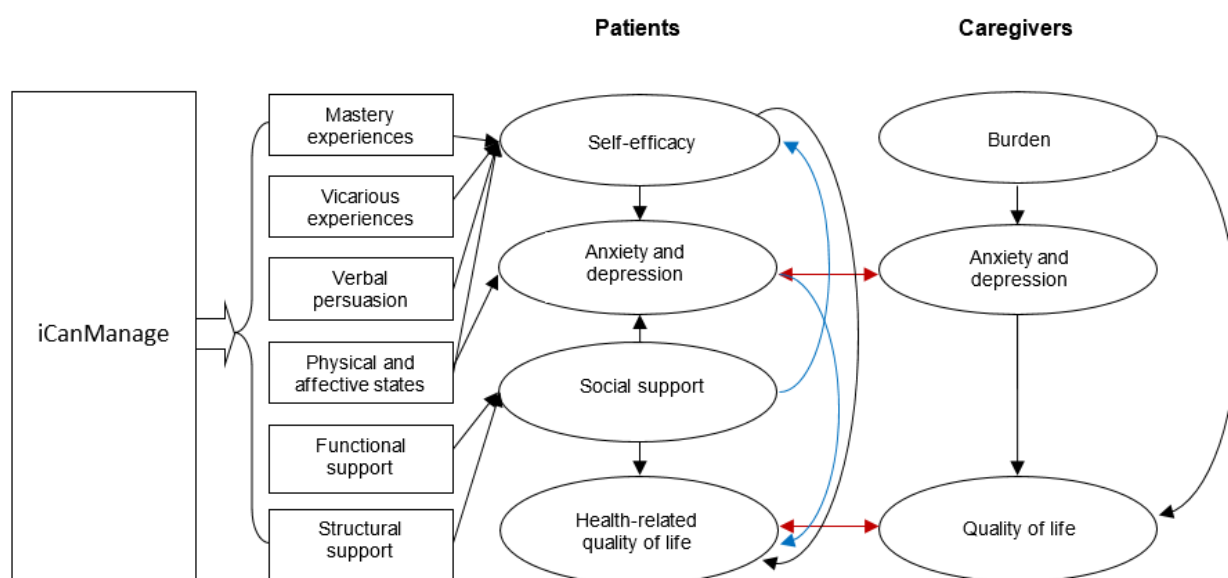 Patients
Caregivers
iCanManage
Mastery
experiences
Vicarious
experiences
Verbal
persuasion
Physical and
affective states
Functional
support
Structural
support
Self-efficacy
Anxiety and
depression
Social support
Health-related
quality of life
Burden
Anxiety and
depression
Quality of life